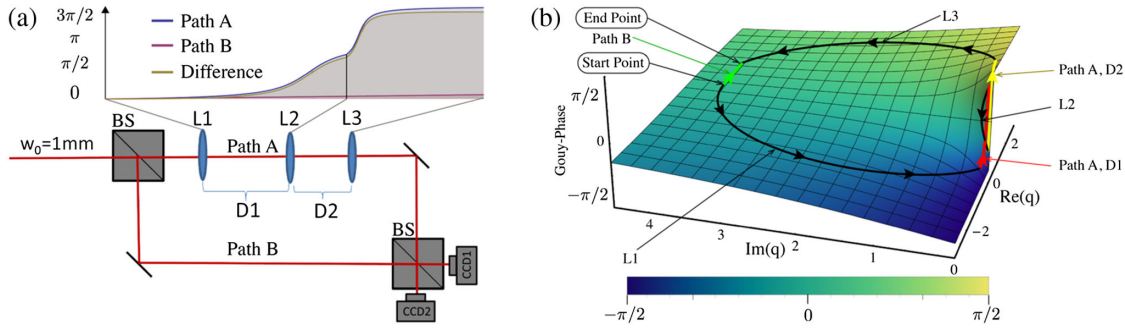 (a)
3π/2
π
π/2
0
Path A
Path B
Difference
BS
L1
L2
L3
w₀=1mm
Path A
D1
D2
BS
Path B
CCD1
CCD2
(b)
End Point
Path B
Start Point
L3
Path A, D2
L2
Path A, D1
π/2
0
−π/2
Gouy-Phase
4
3
2
1
0
Im(q)
2
0
−2
Re(q)
L1
−π/2
0
π/2